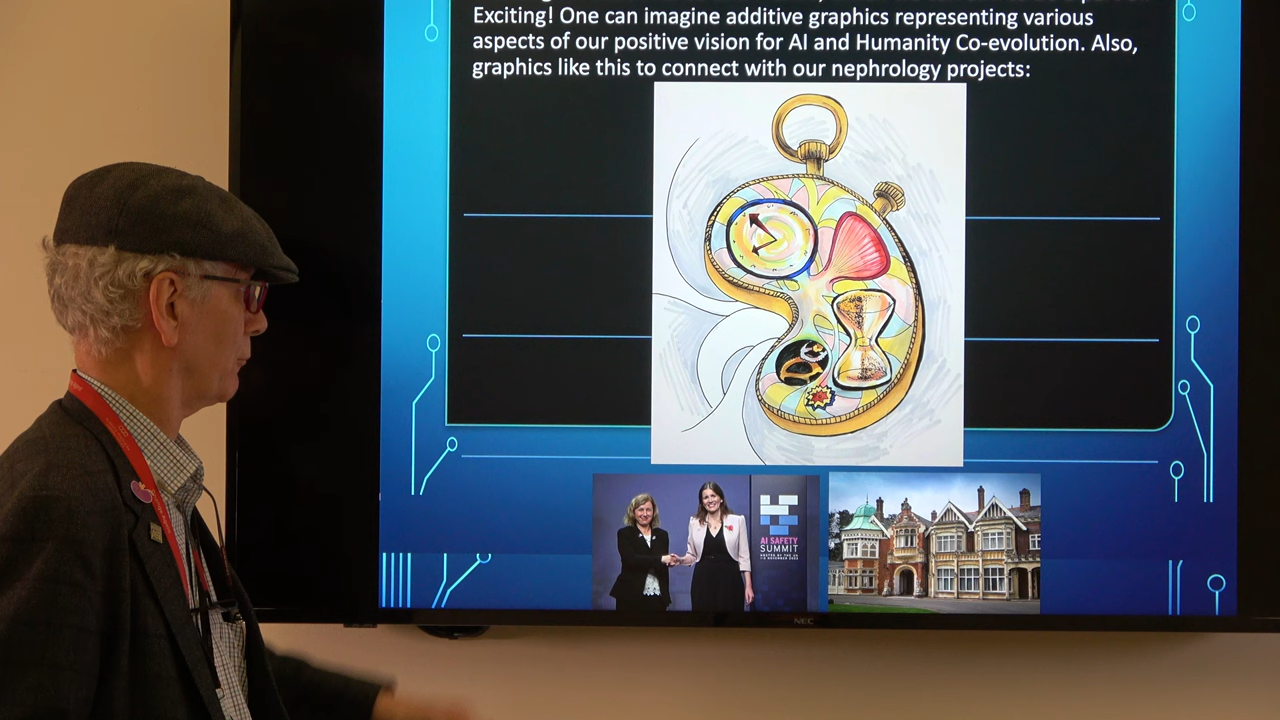 Exciting! One can imagine additive graphics representing various
aspects of our positive vision for AI and Humanity Co-evolution. Also,
graphics like this to connect with our nephrology projects:
AI SAFETY
SUMMIT
NEC